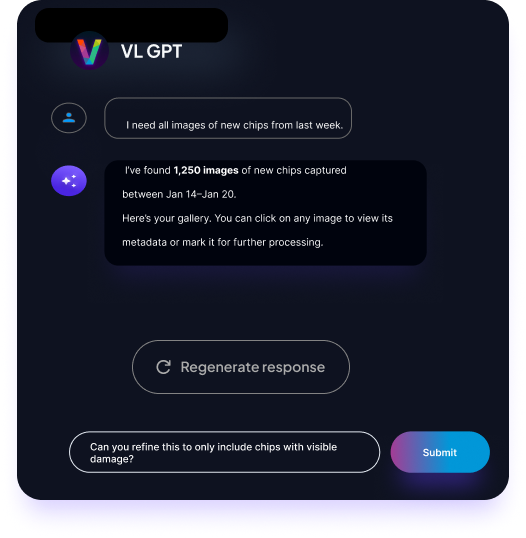 VL GPT
I need all images of new chips from last week.
I've found 1,250 images of new chips captured
between Jan 14–Jan 20.
Here's your gallery. You can click on any image to view its
metadata or mark it for further processing.
Regenerate response
Can you refine this to only include chips with visible
damage?
Submit